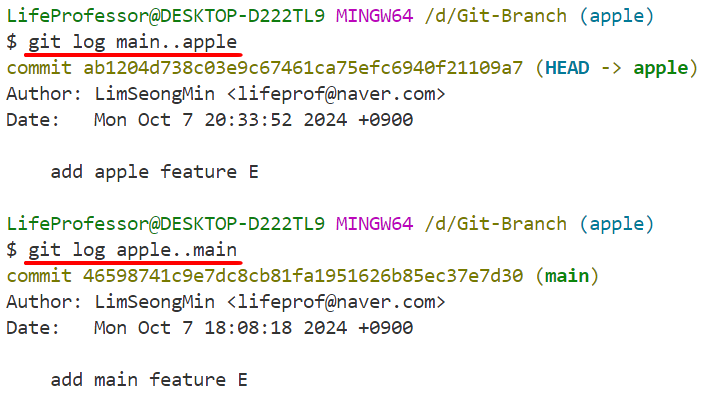 LifeProfessor@DESKTOP-D222TL9 MINGW64 /d/Git-Branch (apple)
$ git log main..apple
commit ab1204d738c03e9c67461ca75efc6940f21109a7 (HEAD -> apple)
Author: LimSeongMin <lifeprof@naver.com>
Date:   Mon Oct 7 20:33:52 2024 +0900
    add apple feature E
LifeProfessor@DESKTOP-D222TL9 MINGW64 /d/Git-Branch (apple)
$ git log apple..main
commit 46598741c9e7dc8cb81fa1951626b85ec37e7d30 (main)
Author: LimSeongMin <lifeprof@naver.com>
Date:   Mon Oct 7 18:08:18 2024 +0900
    add main feature E